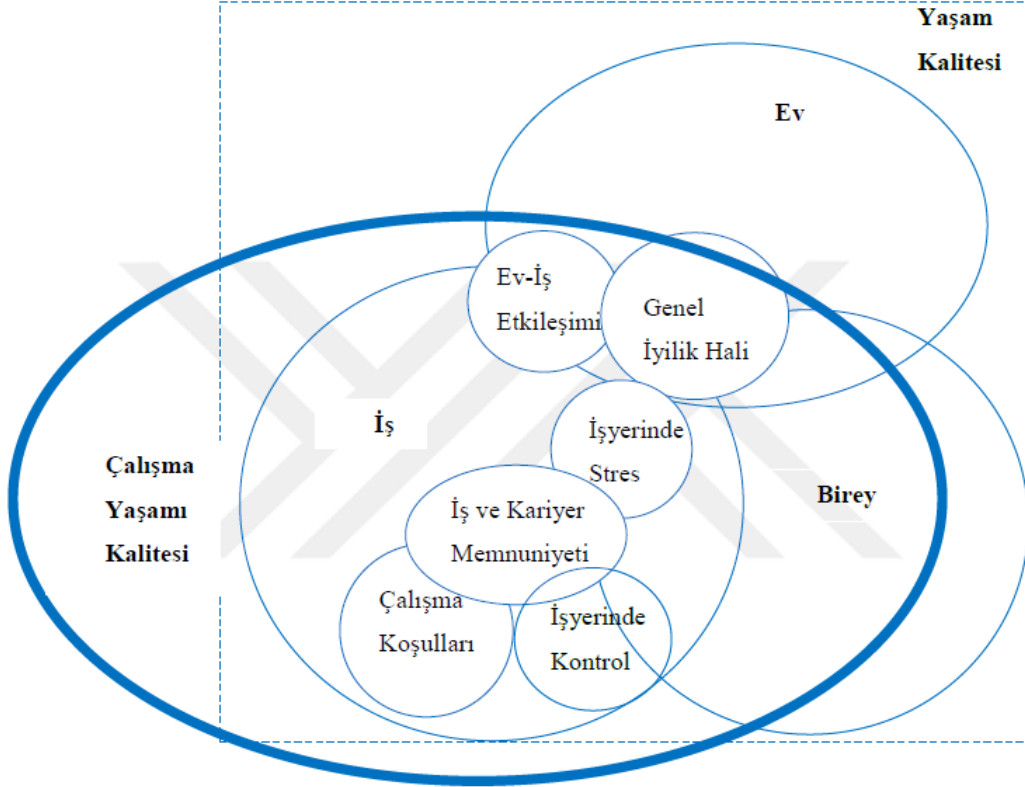 Yaşam
Kalitesi
Ev
Ev-İş
Etkileşimi
Genel
İyilik Hali
İş
İşyerinde
Stres
Çalışma
Yaşamı
Kalitesi
Birey
İş ve Kariyer
Memnuniyeti
Çalışma
Koşulları
İşyerinde
Kontrol